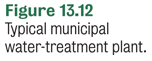 Figure 13.12
Typical municipal
water-treatment plant.